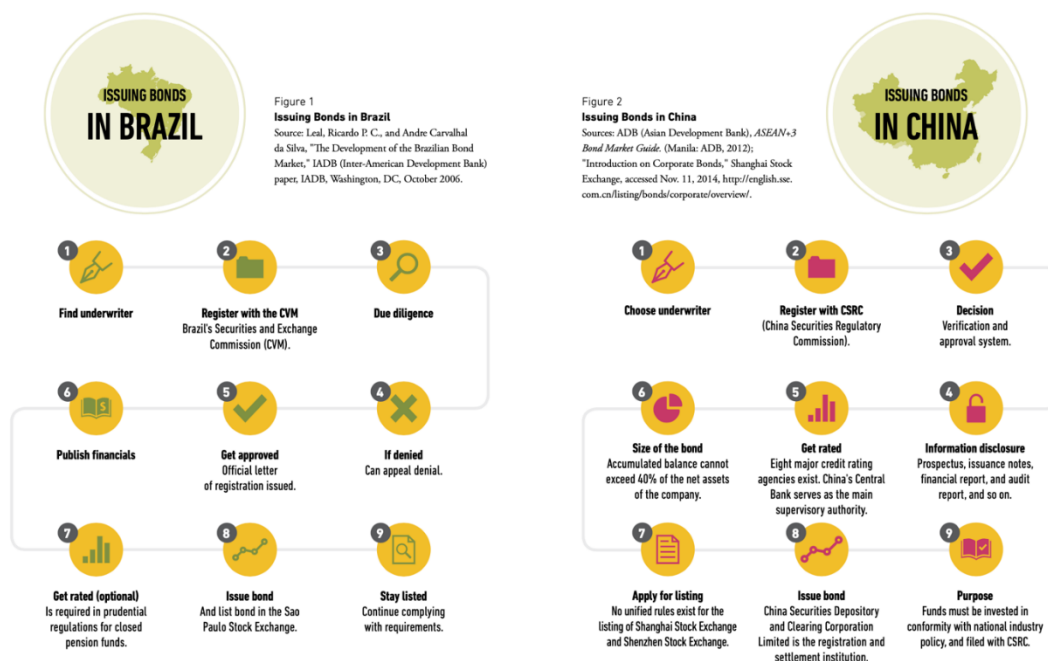 ISSUING BONDS
IN BRAZIL
Figure 1
Issuing Bonds in Brazil
Source: Leal, Ricardo P. C., and Andre Carvalhal
da Silva, "The Development of the Brazilian Bond
Market," IADB (Inter-American Development Bank)
paper, IADB, Washington, DC, October 2006.
1
Find underwriter
2
Register with the CVM
Brazil's Securities and Exchange
Commission (CVM).
3
Due diligence
4
If denied
Can appeal denial.
5
Get approved
Official letter
of registration issued.
6
Publish financials
7
Get rated (optional)
Is required in prudential
regulations for closed
pension funds.
8
Issue bond
And list bond in the Sao
Paulo Stock Exchange.
9
Stay listed
Continue complying
with requirements.
Figure 2
Issuing Bonds in China
Sources: ADB (Asian Development Bank), ASEAN+3
Bond Market Guide. (Manila: ADB, 2012);
"Introduction on Corporate Bonds," Shanghai Stock
Exchange, accessed Nov. 11, 2014, http://english.sse.
com.cn/listing/bonds/corporate/overview/.
ISSUING BONDS
IN CHINA
1
Choose underwriter
2
Register with CSRC
(China Securities Regulatory
Commission).
3
Decision
Verification and
approval system.
4
Information disclosure
Prospectus, issuance notes,
financial report, and audit
report, and so on.
5
Get rated
Eight major credit rating
agencies exist. China's Central
Bank serves as the main
supervisory authority.
6
Size of the bond
Accumulated balance cannot
exceed 40% of the net assets
of the company.
7
Apply for listing
No unified rules exist for the
listing of Shanghai Stock Exchange
and Shenzhen Stock Exchange.
8
Issue bond
China Securities Depository
and Clearing Corporation
Limited is the registration and
settlement institution.
9
Purpose
Funds must be invested in
conformity with national industry
policy, and filed with CSRC.